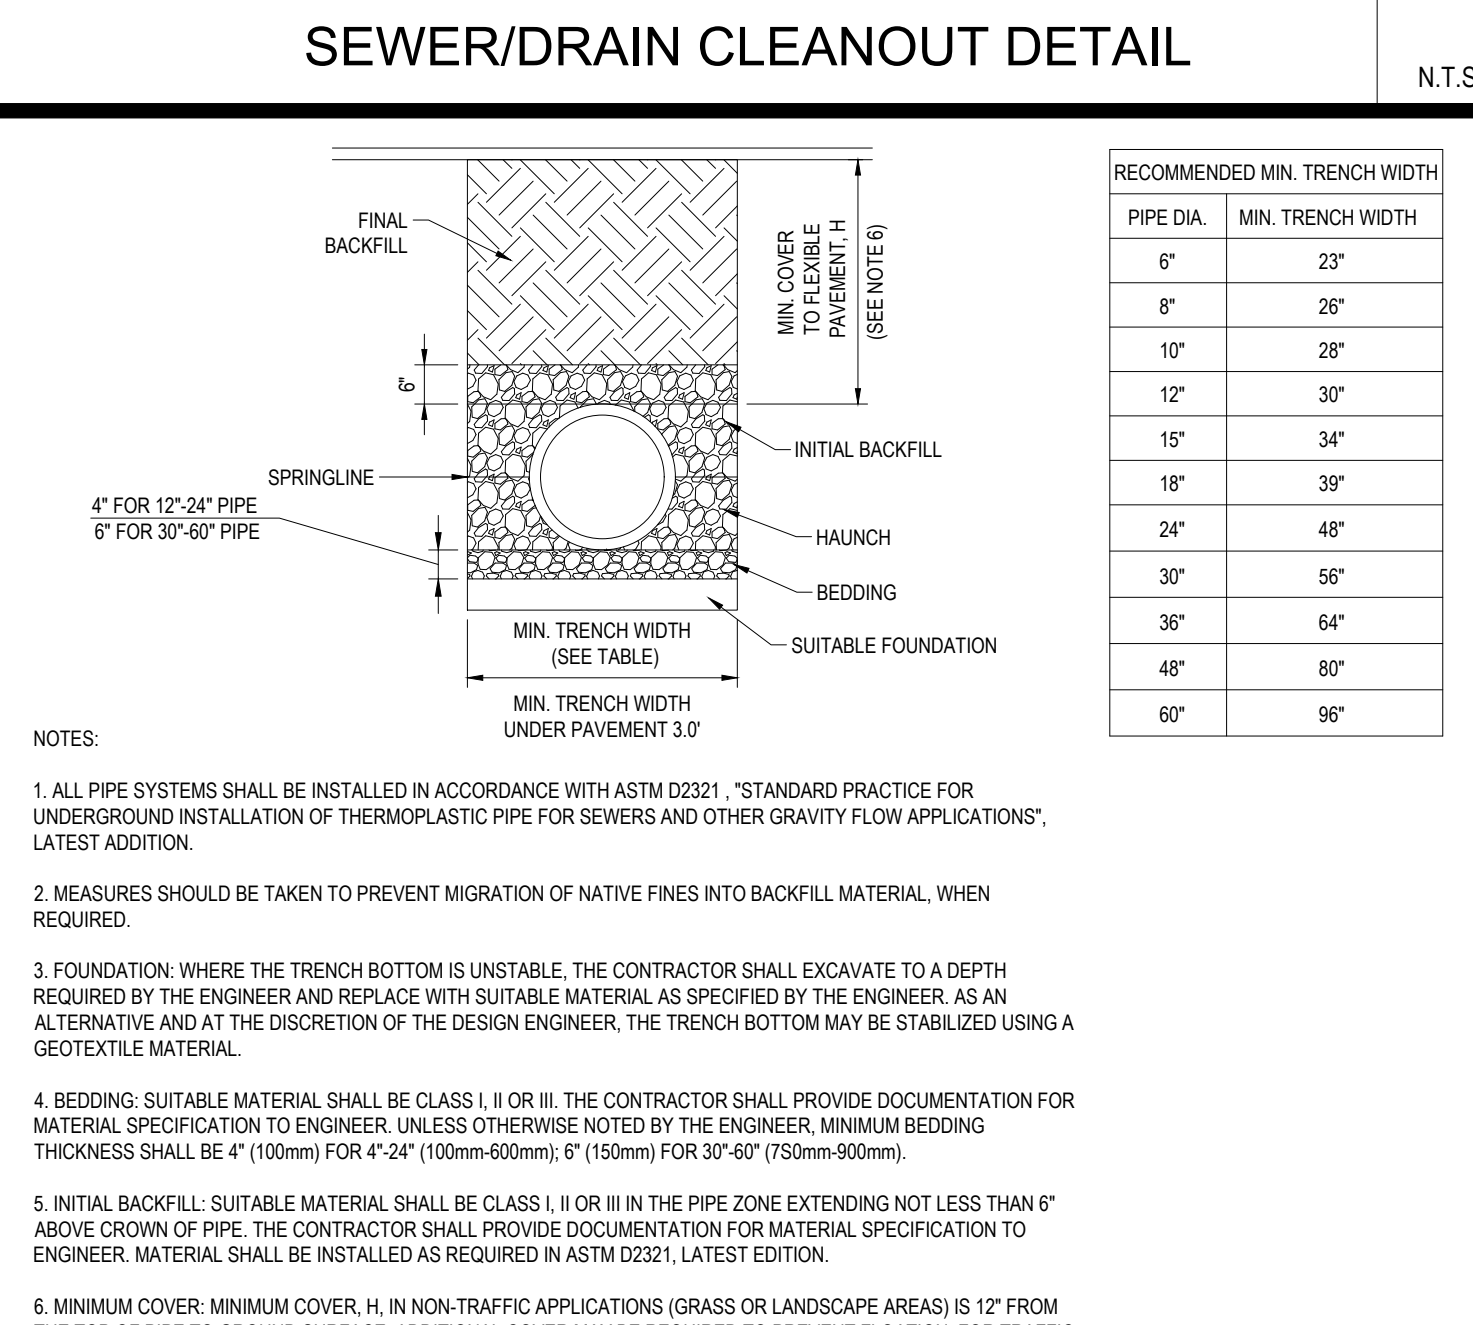 SEWER/DRAIN CLEANOUT DETAIL
N.T.S
FINAL
BACKFILL
6"
SPRINGLINE
4" FOR 12"-24" PIPE
6" FOR 30"-60" PIPE
MIN. COVER
TO FLEXIBLE
PAVEMENT, H
(SEE NOTE 6)
INITIAL BACKFILL
HAUNCH
BEDDING
SUITABLE FOUNDATION
MIN. TRENCH WIDTH
(SEE TABLE)
MIN. TRENCH WIDTH
UNDER PAVEMENT 3.0'
RECOMMENDED MIN. TRENCH WIDTH
PIPE DIA. MIN. TRENCH WIDTH
6" 23"
8" 26"
10" 28"
12" 30"
15" 34"
18" 39"
24" 48"
30" 56"
36" 64"
48" 80"
60" 96"
NOTES:
1. ALL PIPE SYSTEMS SHALL BE INSTALLED IN ACCORDANCE WITH ASTM D2321 , "STANDARD PRACTICE FOR
UNDERGROUND INSTALLATION OF THERMOPLASTIC PIPE FOR SEWERS AND OTHER GRAVITY FLOW APPLICATIONS",
LATEST ADDITION.
2. MEASURES SHOULD BE TAKEN TO PREVENT MIGRATION OF NATIVE FINES INTO BACKFILL MATERIAL, WHEN
REQUIRED.
3. FOUNDATION: WHERE THE TRENCH BOTTOM IS UNSTABLE, THE CONTRACTOR SHALL EXCAVATE TO A DEPTH
REQUIRED BY THE ENGINEER AND REPLACE WITH SUITABLE MATERIAL AS SPECIFIED BY THE ENGINEER. AS AN
ALTERNATIVE AND AT THE DISCRETION OF THE DESIGN ENGINEER, THE TRENCH BOTTOM MAY BE STABILIZED USING A
GEOTEXTILE MATERIAL.
4. BEDDING: SUITABLE MATERIAL SHALL BE CLASS I, II OR III. THE CONTRACTOR SHALL PROVIDE DOCUMENTATION FOR
MATERIAL SPECIFICATION TO ENGINEER. UNLESS OTHERWISE NOTED BY THE ENGINEER, MINIMUM BEDDING
THICKNESS SHALL BE 4" (100mm) FOR 4"-24" (100mm-600mm); 6" (150mm) FOR 30"-60" (7S0mm-900mm).
5. INITIAL BACKFILL: SUITABLE MATERIAL SHALL BE CLASS I, II OR III IN THE PIPE ZONE EXTENDING NOT LESS THAN 6"
ABOVE CROWN OF PIPE. THE CONTRACTOR SHALL PROVIDE DOCUMENTATION FOR MATERIAL SPECIFICATION TO
ENGINEER. MATERIAL SHALL BE INSTALLED AS REQUIRED IN ASTM D2321, LATEST EDITION.
6. MINIMUM COVER: MINIMUM COVER, H, IN NON-TRAFFIC APPLICATIONS (GRASS OR LANDSCAPE AREAS) IS 12" FROM